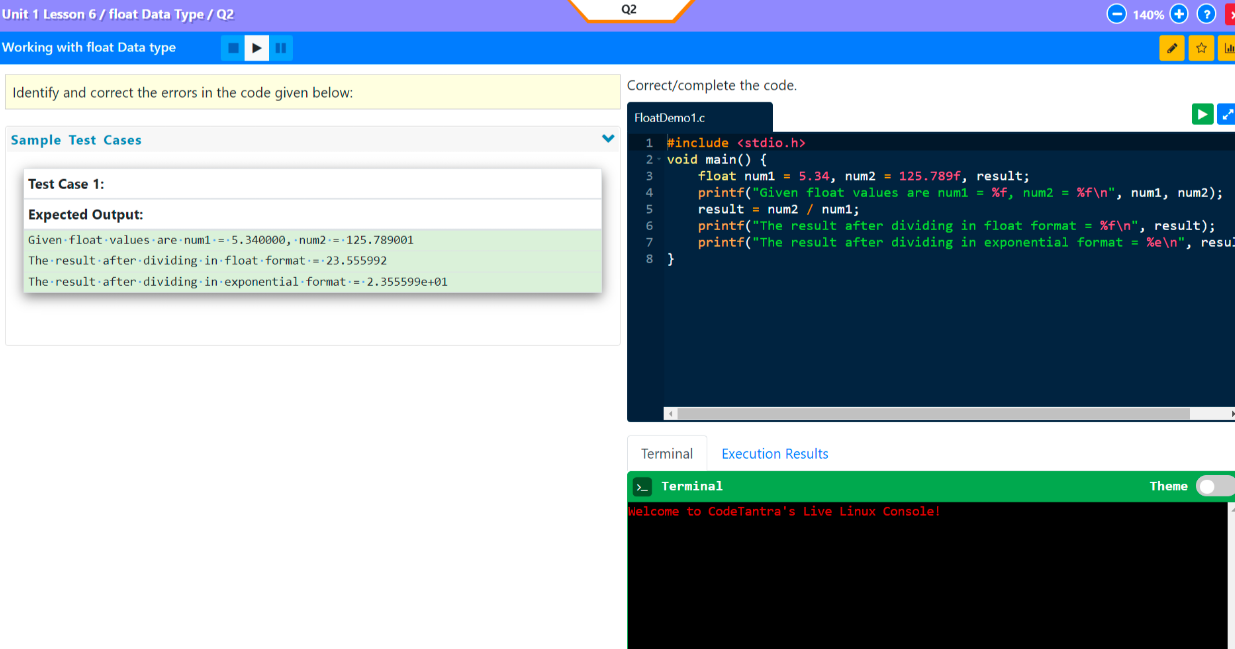 Unit 1 Lesson 6 / float Data Type / Q2
Q2
140%
?
Working with float Data type
Identify and correct the errors in the code given below:
Sample Test Cases
Test Case 1:
Expected Output:
Given·float·values·are·num1·=·5.340000,·num2·=·125.789001
The·result·after·dividing·in·float·format·=·23.555992
The·result·after·dividing·in·exponential·format·=·2.355599e+01
Correct/complete the code.
FloatDemo1.c
1 #include <stdio.h>
2 void main() {
3 float num1 = 5.34, num2 = 125.789f, result;
4 printf("Given float values are num1 = %f, num2 = %f\n", num1, num2);
5 result = num2 / num1;
6 printf("The result after dividing in float format = %f\n", result);
7 printf("The result after dividing in exponential format = %e\n", resu
8 }
Terminal
Execution Results
>_ Terminal
Theme
Welcome to CodeTantra's Live Linux Console!